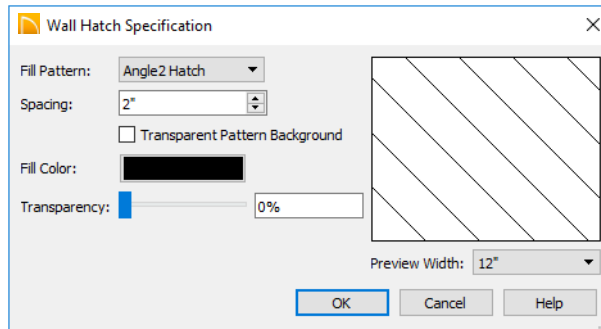 Wall Hatch Specification
Fill Pattern: Angle2 Hatch
Spacing: 2"
Transparent Pattern Background
Fill Color:
Transparency: 0%
Preview Width: 12"
OK Cancel Help